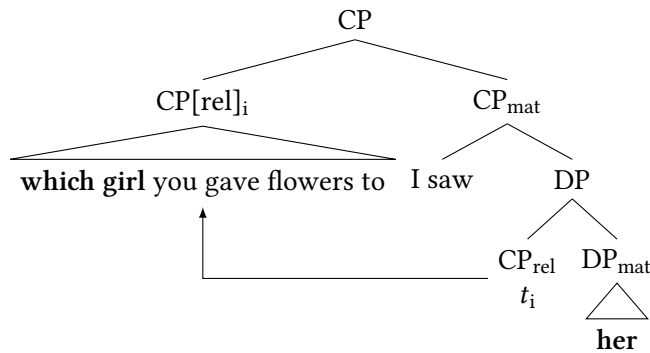 CP
CP[rel]i CPmat
which girl you gave flowers to I saw DP
CPrel DPmat
ti
her